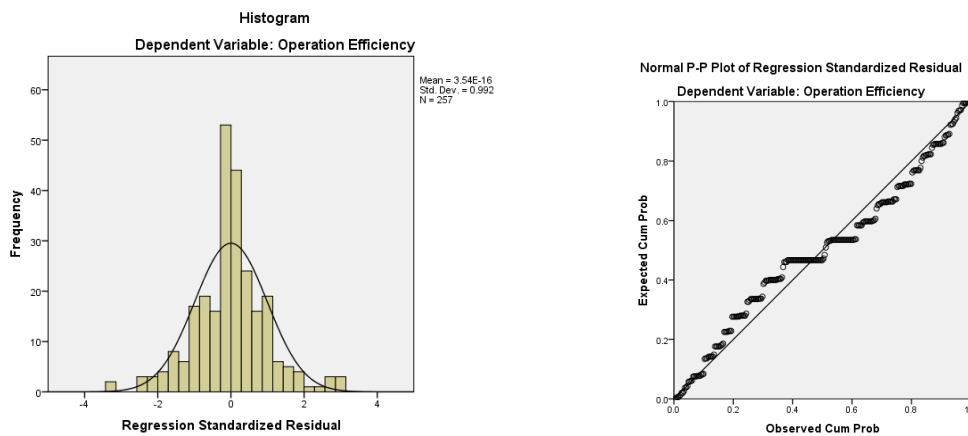 Histogram
Dependent Variable: Operation Efficiency
Mean = 3.54E-16
Std. Dev. = 0.992
N = 257
60
50
40
30
20
10
0
Frequency
-4 -2 0 2 4
Regression Standardized Residual
Normal P-P Plot of Regression Standardized Residual
Dependent Variable: Operation Efficiency
1.0
0.8
0.6
0.4
0.2
0.0
Expected Cum Prob
0.0 0.2 0.4 0.6 0.8
Observed Cum Prob